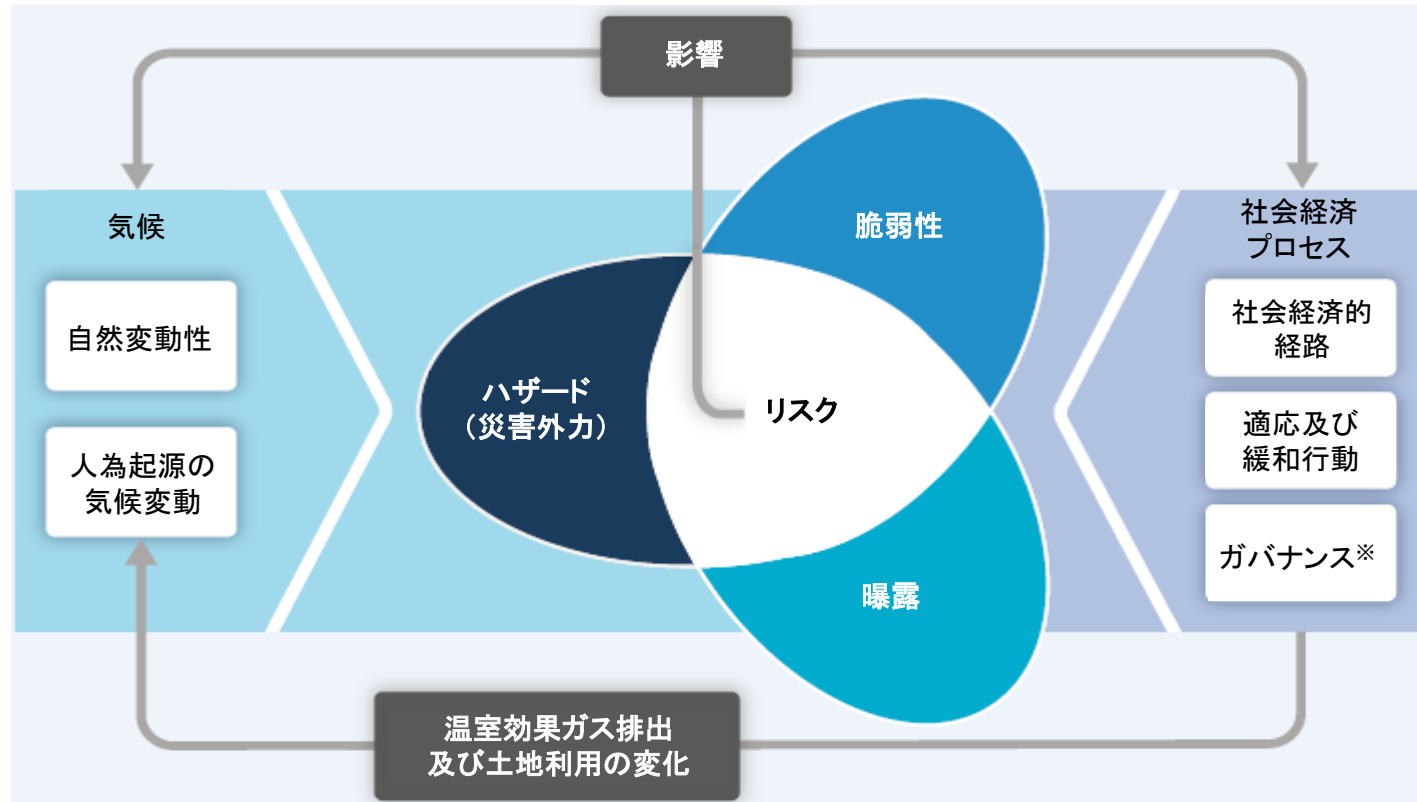 影響
気候
自然変動性
人為起源の
気候変動
脆弱性
ハザード
（災害外力）
リスク
曝露
社会経済
プロセス
社会経済的
経路
適応及び
緩和行動
ガバナンス※
温室効果ガス排出
及び土地利用の変化